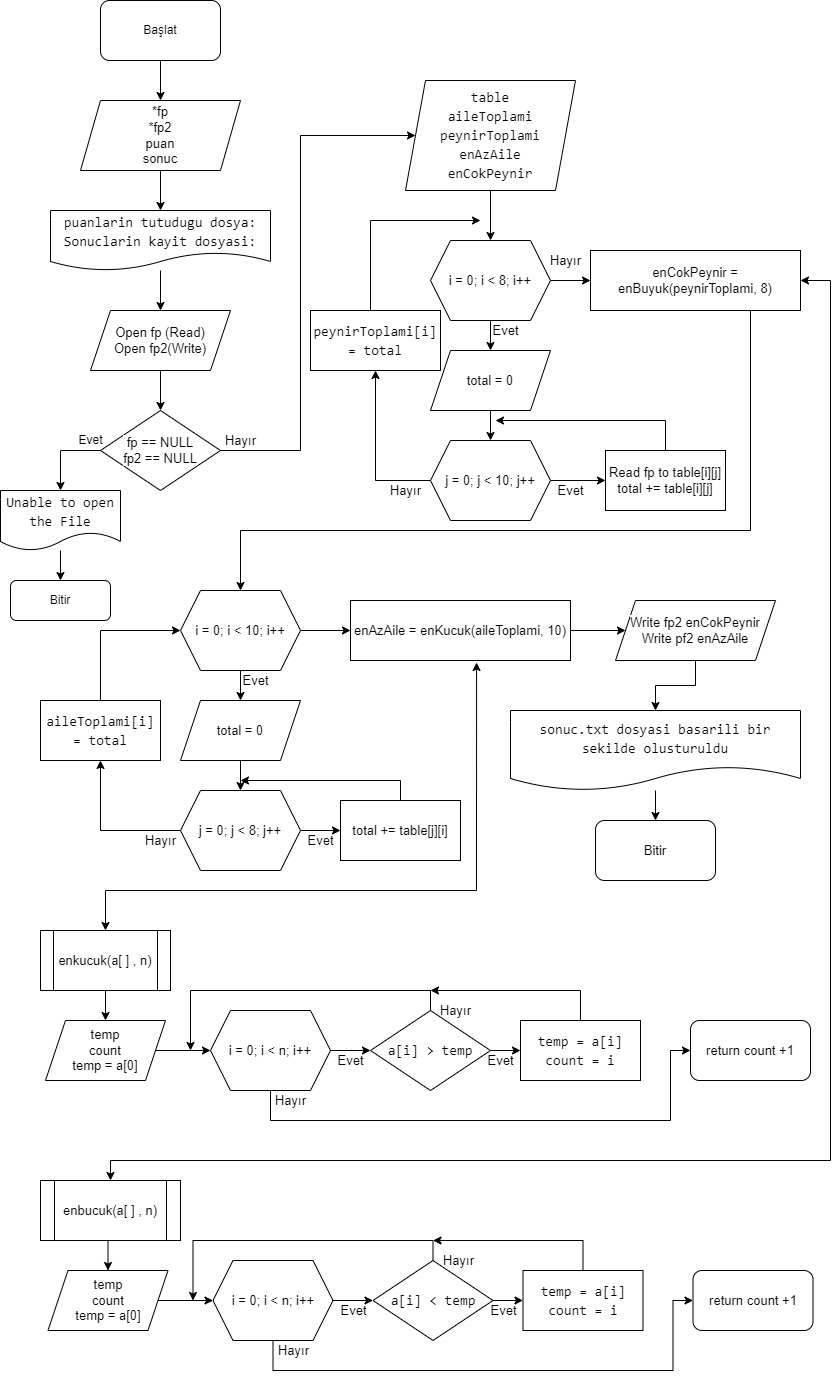 Başlat
*fp
*fp2
puan
sonuc
puanlarin tutudugu dosya:
Sonuclarin kayit dosyasi:
Open fp (Read)
Open fp2(Write)
fp == NULL
fp2 == NULL
Evet
Hayır
Unable to open
the File
Bitir
table
aileToplami
peynirToplami
enAzAile
enCokPeynir
i = 0; i < 8; i++
Hayır
Evet
enCokPeynir =
enBuyuk(peynirToplami, 8)
peynirToplami[i]
= total
total = 0
j = 0; j < 10; j++
Hayır
Evet
Read fp to table[i][j]
total += table[i][j]
i = 0; i < 10; i++
Evet
enAzAile = enKucuk(aileToplami, 10)
Write fp2 enCokPeynir
Write pf2 enAzAile
aileToplami[i]
= total
total = 0
sonuc.txt dosyasi basarili bir
sekilde olusturuldu
j = 0; j < 8; j++
Hayır
Evet
total += table[j][i]
Bitir
enkucuk(a[ ] , n)
temp
count
temp = a[0]
i = 0; i < n; i++
Evet
Hayır
a[i] > temp
Hayır
Evet
temp = a[i]
count = i
return count +1
enbucuk(a[ ] , n)
temp
count
temp = a[0]
i = 0; i < n; i++
Evet
Hayır
a[i] < temp
Hayır
Evet
temp = a[i]
count = i
return count +1